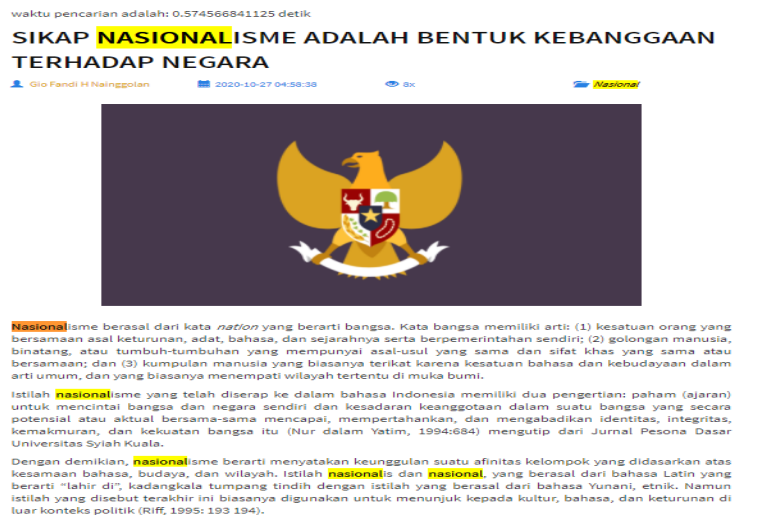 waktu pencarian adalah: 0.574566841125 detik
SIKAP NASIONALISME ADALAH BENTUK KEBANGGAAN
TERHADAP NEGARA
Gio Fandi H Nainggolan 2020-10-27 04:58:38 8x Nasional
Nasionalisme berasal dari kata nation yang berarti bangsa. Kata bangsa memiliki arti: (1) kesatuan orang yang
bersamaan asal keturunan, adat, bahasa, dan sejarahnya serta berpemerintahan sendiri; (2) golongan manusia,
binatang, atau tumbuh-tumbuhan yang mempunyai asal-usul yang sama dan sifat khas yang sama atau
bersamaan; dan (3) kumpulan manusia yang biasanya terikat karena kesatuan bahasa dan kebudayaan dalam
arti umum, dan yang biasanya menempati wilayah tertentu di muka bumi.
Istilah nasionalisme yang telah diserap ke dalam bahasa Indonesia memiliki dua pengertian: paham (ajaran)
untuk mencintai bangsa dan negara sendiri dan kesadaran keanggotaan dalam suatu bangsa yang secara
potensial atau aktual bersama-sama mencapai, mempertahankan, dan mengabadikan identitas, integritas,
kemakmuran, dan kekuatan bangsa itu (Nur dalam Yatim, 1994:684) mengutip dari Jurnal Pesona Dasar
Universitas Syiah Kuala.
Dengan demikian, nasionalisme berarti menyatakan keunggulan suatu afinitas kelompok yang didasarkan atas
kesamaan bahasa, budaya, dan wilayah. Istilah nasionalis dan nasional, yang berasal dari bahasa Latin yang
berarti “lahir di”, kadangkala tumpang tindih dengan istilah yang berasal dari bahasa Yunani, etnik. Namun
istilah yang disebut terakhir ini biasanya digunakan untuk menunjuk kepada kultur, bahasa, dan keturunan di
luar konteks politik (Riff, 1995: 193 194).